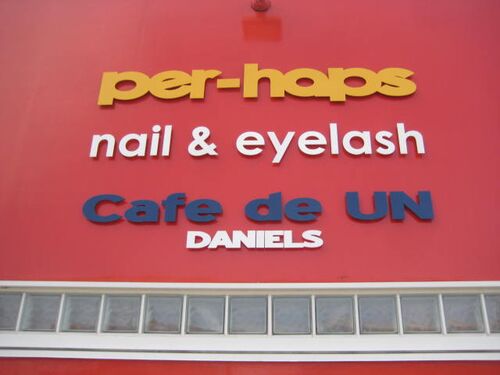 per-haps
nail & eyelash
Cafe de UN
DANIELS